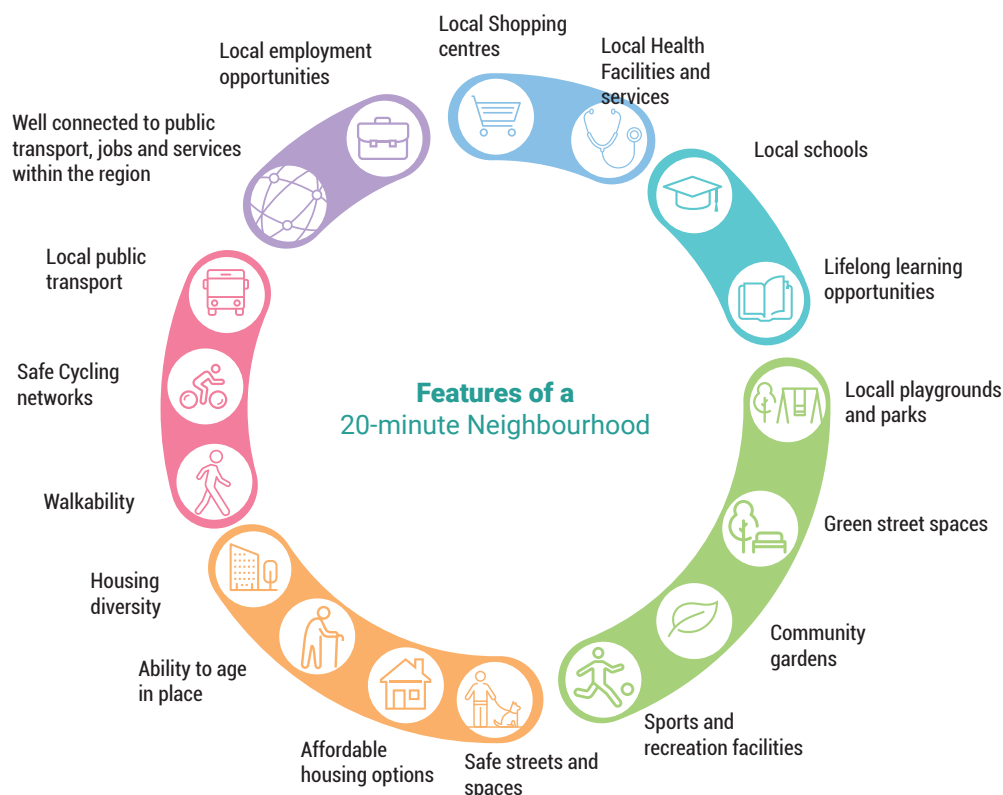 Local Shopping
centres
Local Health
Facilities and
services
Local schools
Lifelong learning
opportunities
Locall playgrounds
and parks
Green street spaces
Community
gardens
Sports and
recreation facilities
Safe streets and
spaces
Affordable
housing options
Ability to age
in place
Housing
diversity
Walkability
Safe Cycling
networks
Local public
transport
Well connected to public
transport, jobs and services
within the region
Local employment
opportunities
Features of a
20-minute Neighbourhood